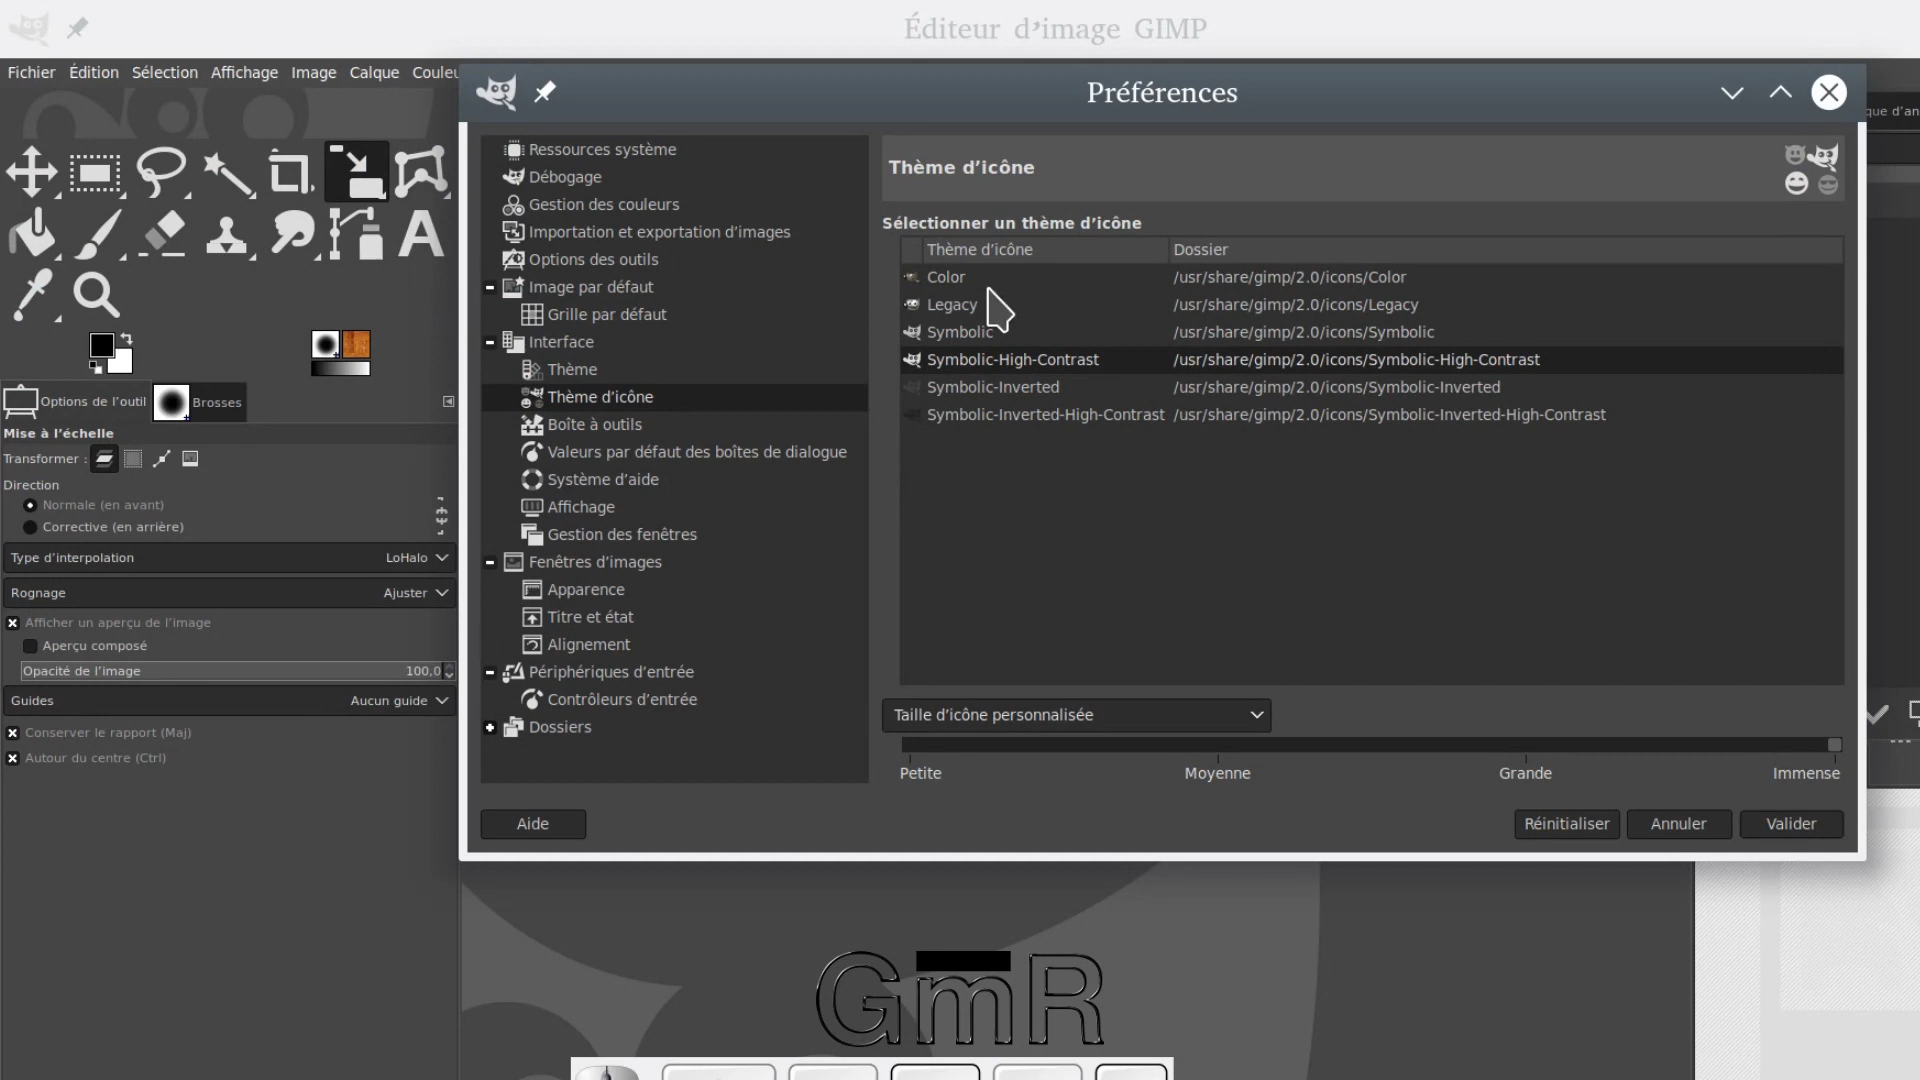 Éditeur d’image GIMP
Fichier Édition Sélection Affichage Image Calque Couleu
Préférences
que d’an
Ressources système
Débogage
Gestion des couleurs
Importation et exportation d’images
Options des outils
Image par défaut
Grille par défaut
Interface
Thème
Thème d’icône
Boîte à outils
Valeurs par défaut des boîtes de dialogue
Système d’aide
Affichage
Gestion des fenêtres
Fenêtres d’images
Apparence
Titre et état
Alignement
Périphériques d’entrée
Contrôleurs d’entrée
Dossiers
Thème d’icône
Sélectionner un thème d’icône
Thème d’icône Dossier
Color /usr/share/gimp/2.0/icons/Color
Legacy /usr/share/gimp/2.0/icons/Legacy
Symbolic /usr/share/gimp/2.0/icons/Symbolic
Symbolic-High-Contrast /usr/share/gimp/2.0/icons/Symbolic-High-Contrast
Symbolic-Inverted /usr/share/gimp/2.0/icons/Symbolic-Inverted
Symbolic-Inverted-High-Contrast /usr/share/gimp/2.0/icons/Symbolic-Inverted-High-Contrast
Taille d’icône personnalisée
Petite Moyenne Grande Immense
Aide Réinitialiser Annuler Valider
Options de l’outil Brosses
Mise à l’échelle
Transformer :
Direction
Normale (en avant)
Corrective (en arrière)
Type d’interpolation LoHalo
Rognage Ajuster
Afficher un aperçu de l’image
Aperçu composé
Opacité de l’image 100,0
Guides Aucun guide
Conserver le rapport (Maj)
Autour du centre (Ctrl)
GmR